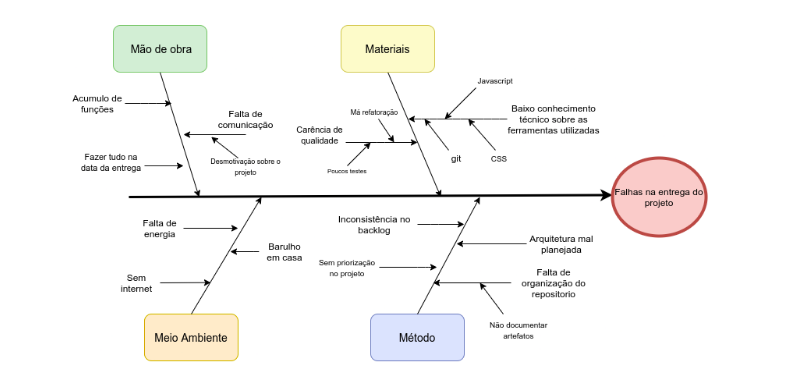 Mão de obra
Materiais
Acumulo de
funções
Falta de
comunicação
Desmotivação sobre o
projeto
Fazer tudo na
data da entrega
Má refatoração
Carência de
qualidade
Poucos testes
Javascript
Baixo conhecimento
técnico sobre as
ferramentas utilizadas
git
CSS
Falhas na entrega do
projeto
Falta de
energia
Barulho
em casa
Sem
internet
Meio Ambiente
Inconsistência no
backlog
Arquitetura mal
planejada
Sem priorização
no projeto
Falta de
organização do
repositorio
Não documentar
artefatos
Método